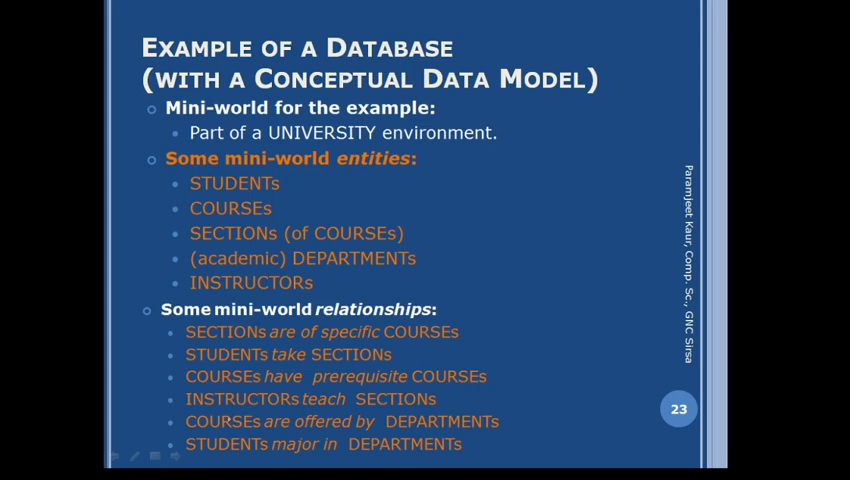 EXAMPLE OF A DATABASE
(WITH A CONCEPTUAL DATA MODEL)
Mini-world for the example:
Part of a UNIVERSITY environment.
Some mini-world entities:
STUDENTs
COURSEs
SECTIONs (of COURSEs)
(academic) DEPARTMENTs
INSTRUCTORs
Some mini-world relationships:
SECTIONs are of specific COURSEs
STUDENTs take SECTIONs
COURSEs have prerequisite COURSEs
INSTRUCTORs teach SECTIONs
COURSEs are offered by DEPARTMENTs
STUDENTs major in DEPARTMENTs
Paramjeet Kaur, Comp. Sc., GNC Sirsa
23